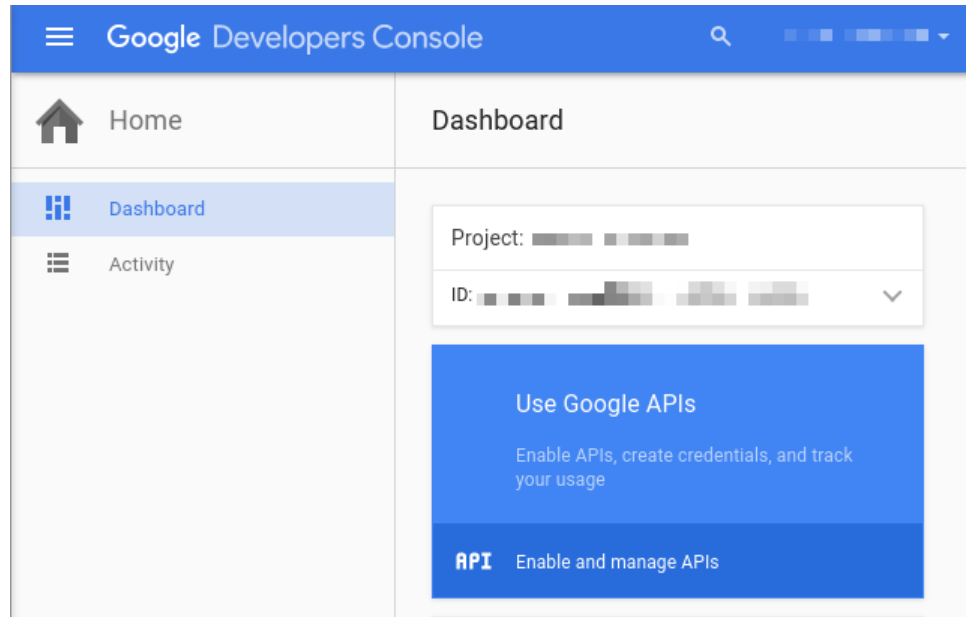 Google Developers Console
Home
Dashboard
Dashboard
Activity
Project:
ID:
Use Google APIs
Enable APIs, create credentials, and track
your usage
API Enable and manage APIs